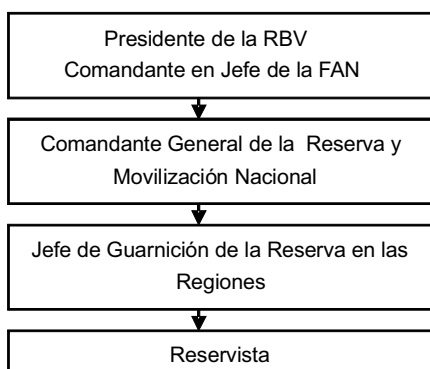 Presidente de la RBV
Comandante en Jefe de la FAN
Comandante General de la Reserva y
Movilización Nacional
Jefe de Guarnición de la Reserva en las
Regiones
Reservista